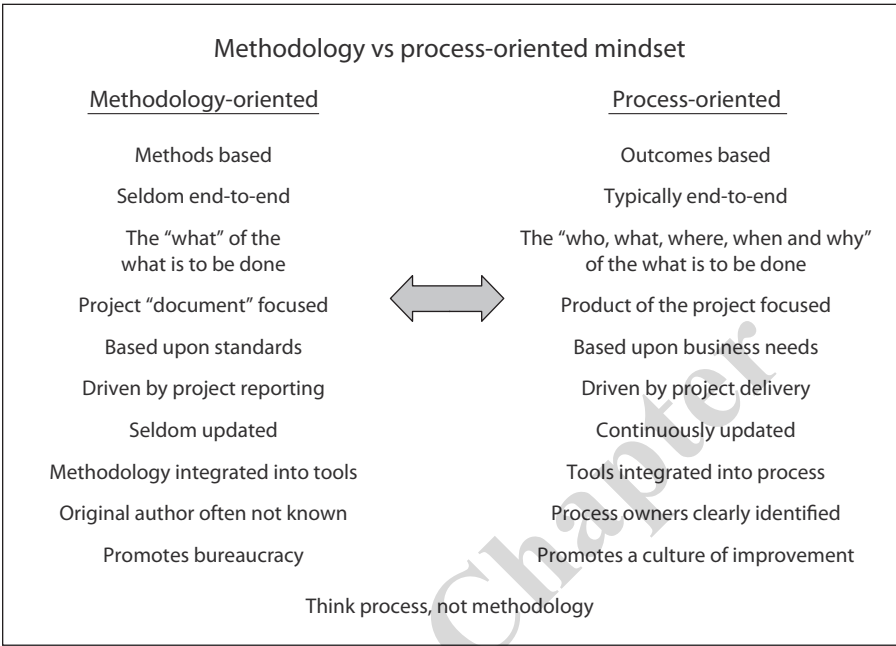 Methodology vs process-oriented mindset
Methodology-oriented
Process-oriented
Methods based
Outcomes based
Seldom end-to-end
Typically end-to-end
The “what” of the
what is to be done
The “who, what, where, when and why”
of the what is to be done
Project “document” focused
Product of the project focused
Based upon standards
Based upon business needs
Driven by project reporting
Driven by project delivery
Seldom updated
Continuously updated
Methodology integrated into tools
Tools integrated into process
Original author often not known
Process owners clearly identified
Promotes bureaucracy
Promotes a culture of improvement
Think process, not methodology
Chapter